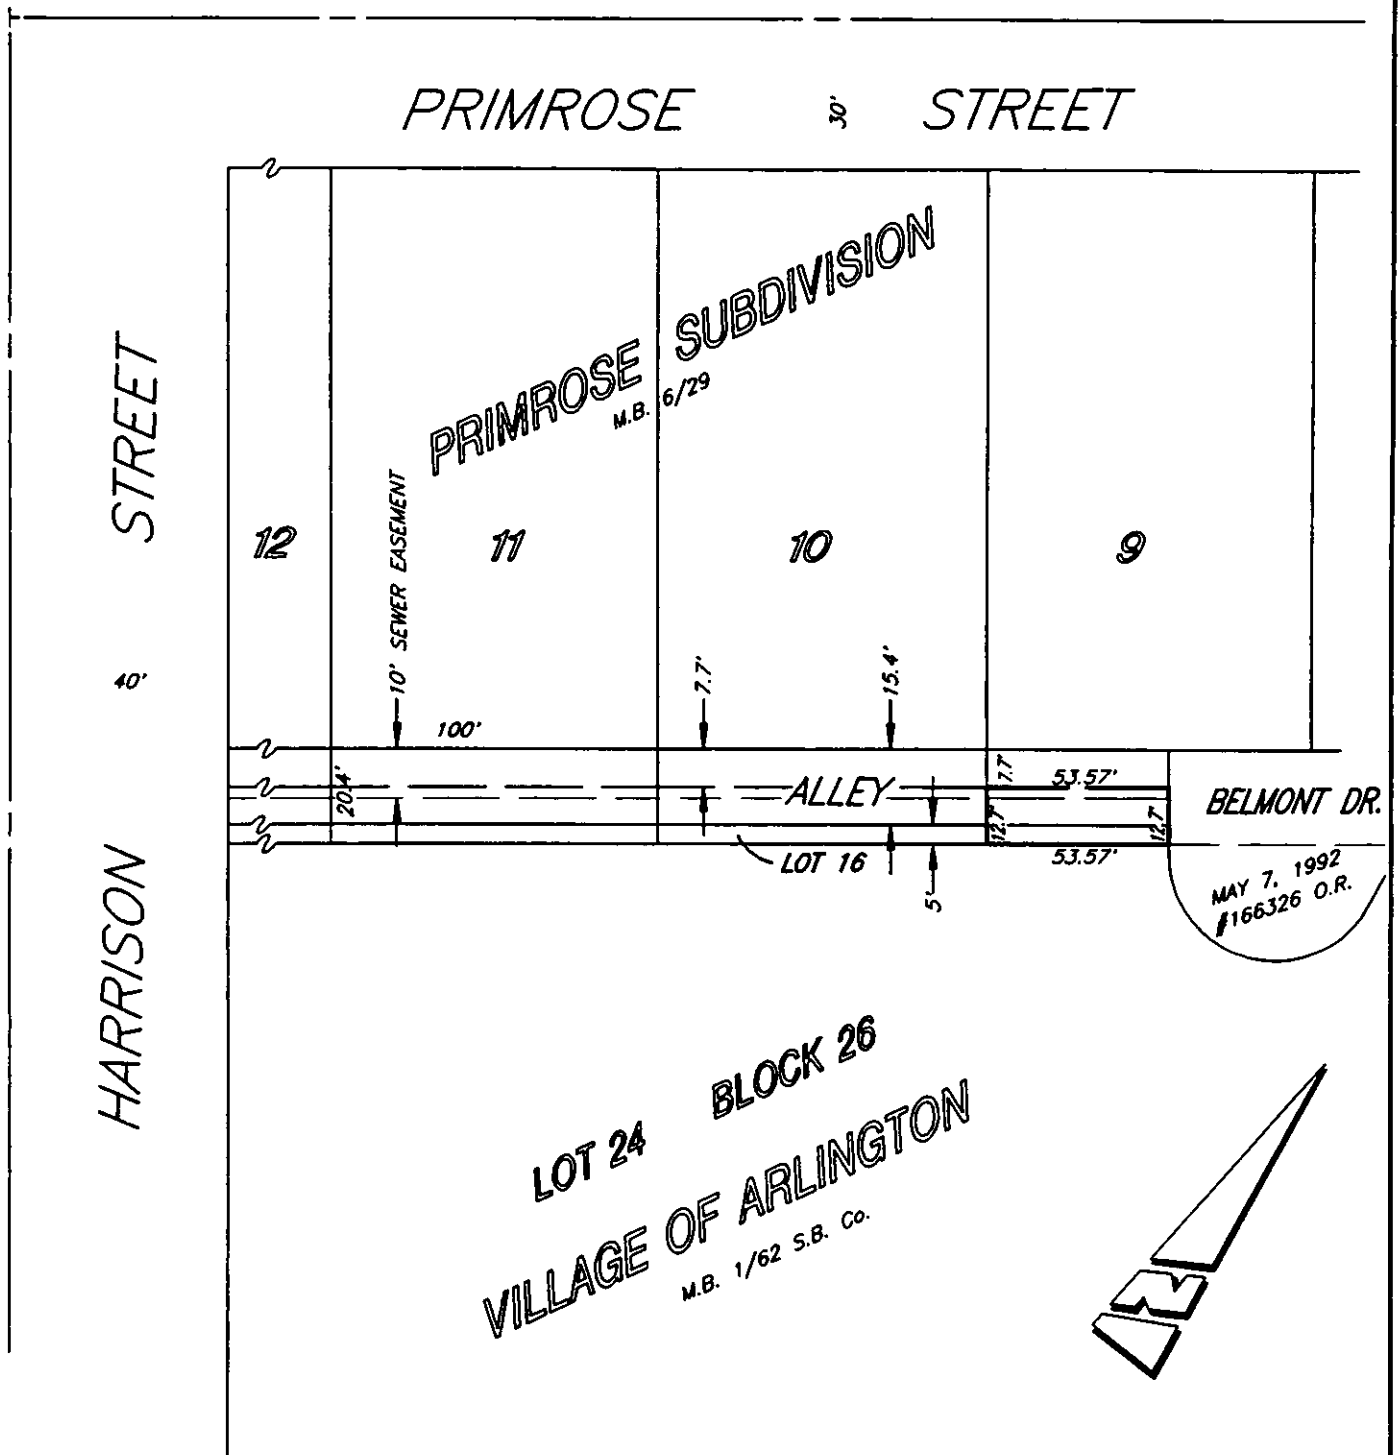 PRIMROSE 30' STREET
PRIMROSE SUBDIVISION
M.B. 6/29
HARRISON 40' STREET
12
11
10
9
10' SEWER EASEMENT
100'
7.7'
15.4'
20.4'
ALLEY
7.7'
53.57'
12.7'
12.7'
53.57'
BELMONT DR.
LOT 16
5'
MAY 7, 1992
#166326 O.R.
LOT 24 BLOCK 26
VILLAGE OF ARLINGTON
M.B. 1/62 S.B. Co.
N